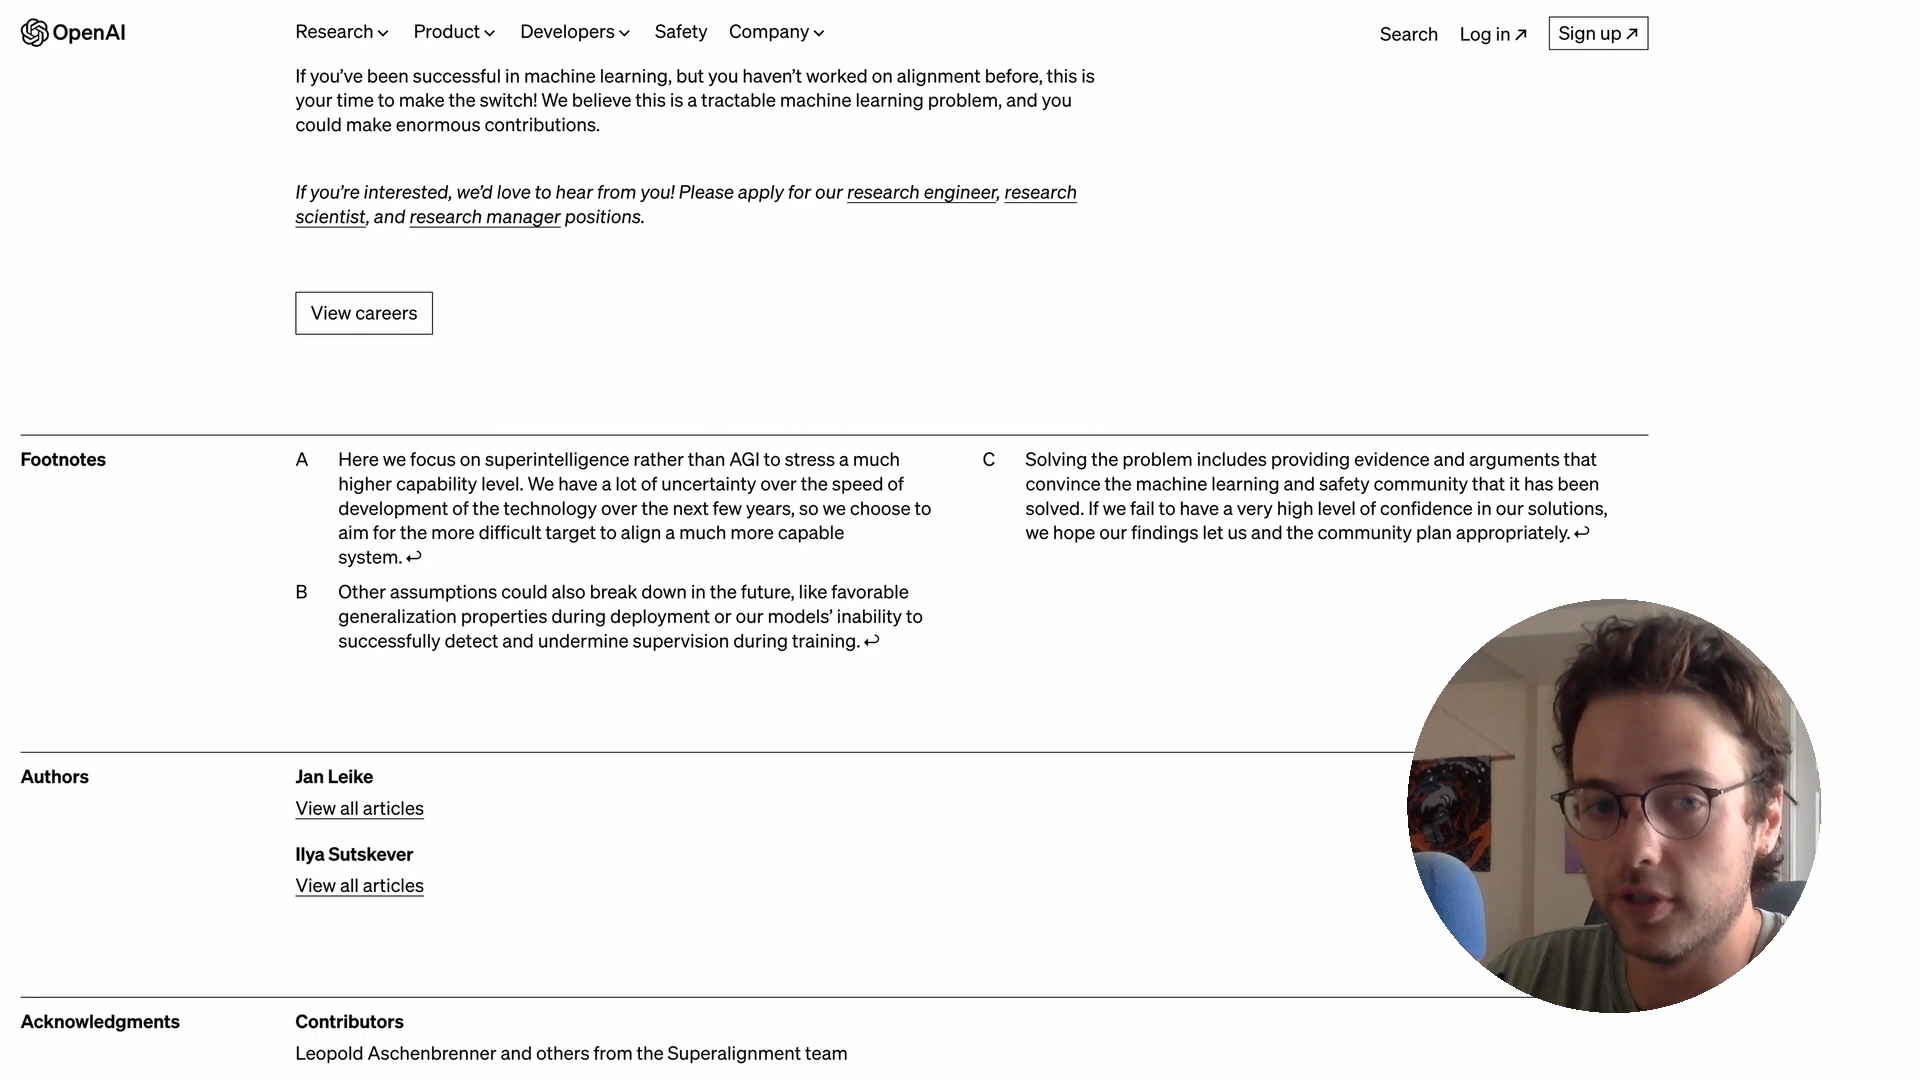 OpenAI
Research
Product
Developers
Safety
Company
Search
Log in ↗
Sign up ↗
If you’ve been successful in machine learning, but you haven’t worked on alignment before, this is
your time to make the switch! We believe this is a tractable machine learning problem, and you
could make enormous contributions.
If you’re interested, we’d love to hear from you! Please apply for our research engineer, research
scientist, and research manager positions.
View careers
Footnotes
A
Here we focus on superintelligence rather than AGI to stress a much
higher capability level. We have a lot of uncertainty over the speed of
development of the technology over the next few years, so we choose to
aim for the more difficult target to align a much more capable
system. ↩
B
Other assumptions could also break down in the future, like favorable
generalization properties during deployment or our models’ inability to
successfully detect and undermine supervision during training. ↩
C
Solving the problem includes providing evidence and arguments that
convince the machine learning and safety community that it has been
solved. If we fail to have a very high level of confidence in our solutions,
we hope our findings let us and the community plan appropriately. ↩
Authors
Jan Leike
View all articles
Ilya Sutskever
View all articles
Acknowledgments
Contributors
Leopold Aschenbrenner and others from the Superalignment team